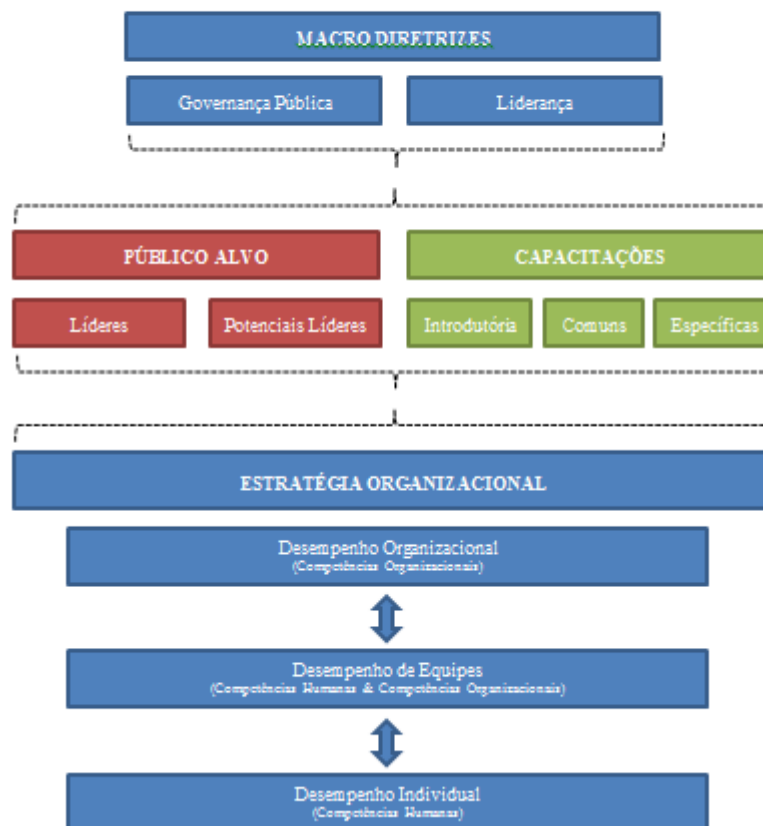 MACRO DIRETRIZES
Governança Pública
Liderança
PÚBLICO ALVO
CAPACITAÇÕES
Líderes
Potenciais Líderes
Introdutória
Comuns
Específicas
ESTRATÉGIA ORGANIZACIONAL
Desempenho Organizacional
(Competências Organizacionais)
Desempenho de Equipes
(Competências Humanas & Competências Organizacionais)
Desempenho Individual
(Competências Humanas)